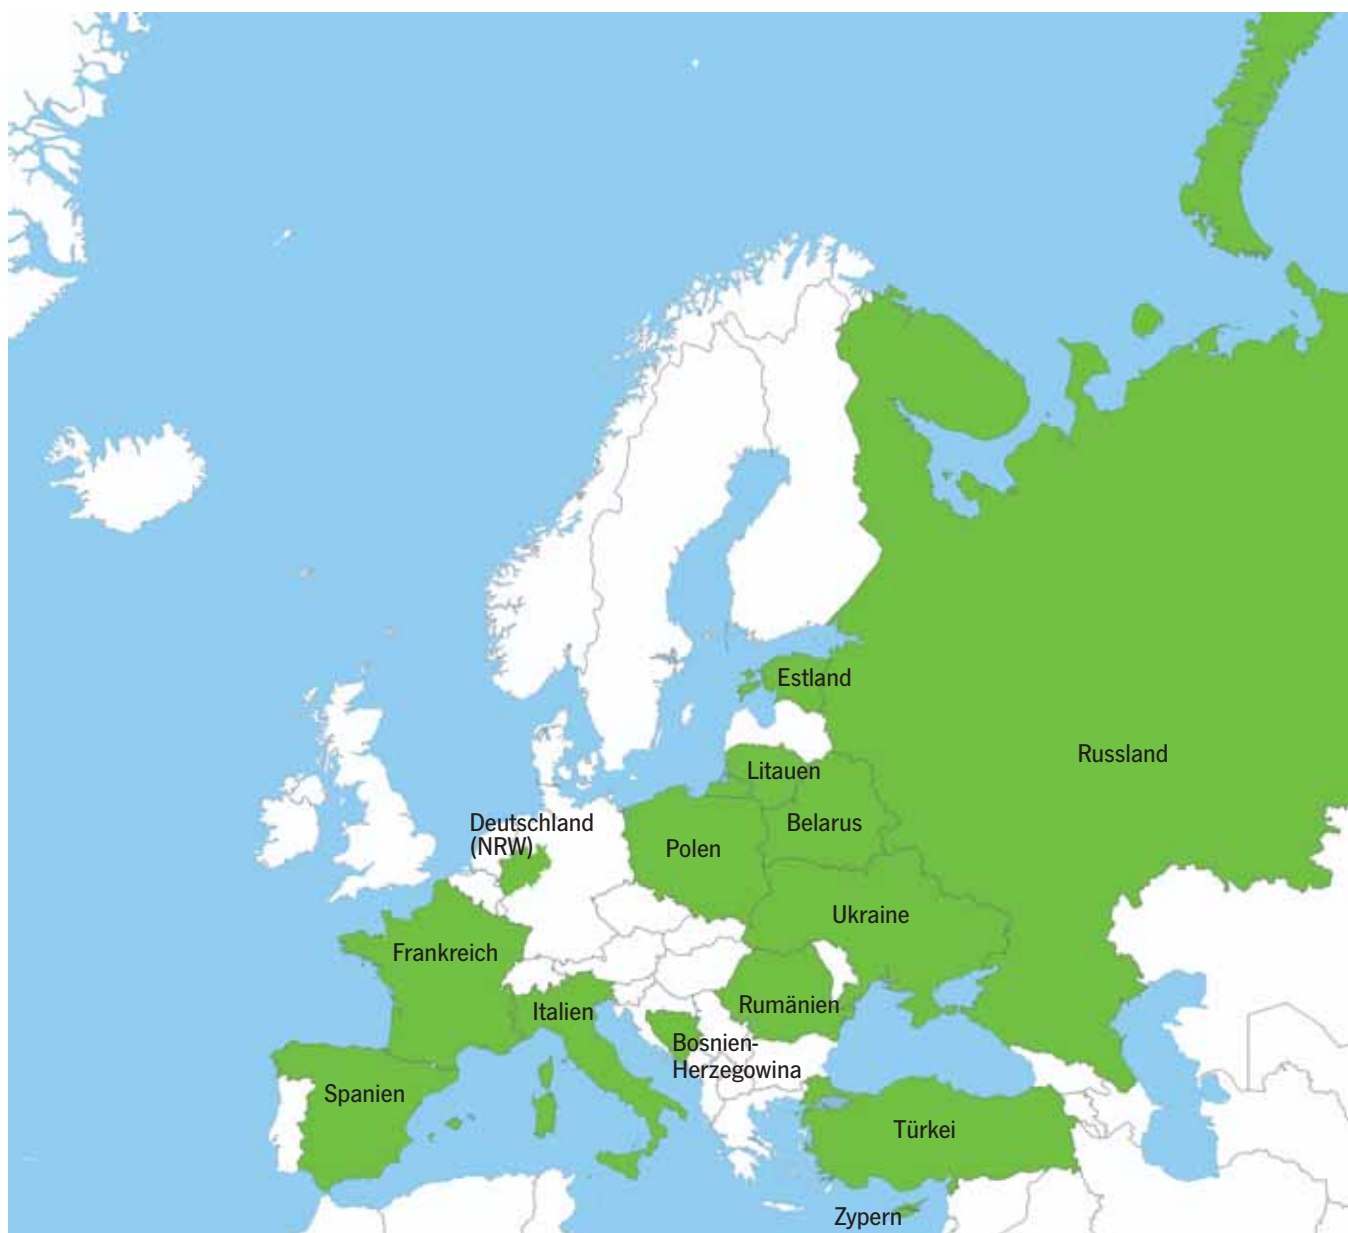 Estland
Russland
Litauen
Deutschland
(NRW)
Belarus
Polen
Ukraine
Frankreich
Italien
Rumänien
Bosnien-
Herzegowina
Spanien
Türkei
Zypern